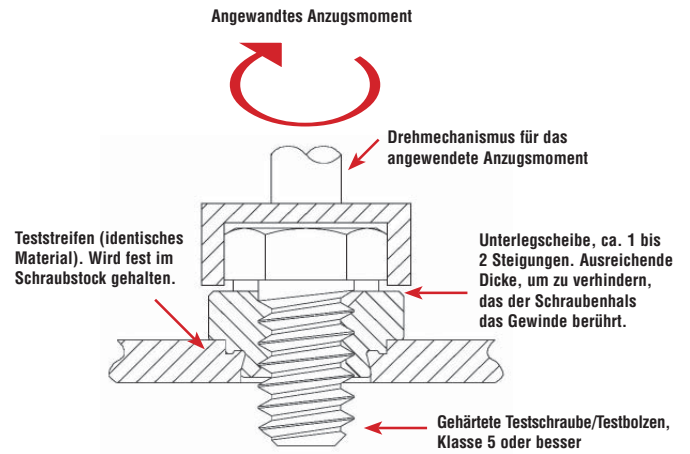 Angewandtes Anzugsmoment
Drehmechanismus für das
angewendete Anzugsmoment
Teststreifen (identisches
Material). Wird fest im
Schraubstock gehalten.
Unterlegscheibe, ca. 1 bis
2 Steigungen. Ausreichende
Dicke, um zu verhindern,
das der Schraubenhals
das Gewinde berührt.
Gehärtete Testschraube/Testbolzen,
Klasse 5 oder besser